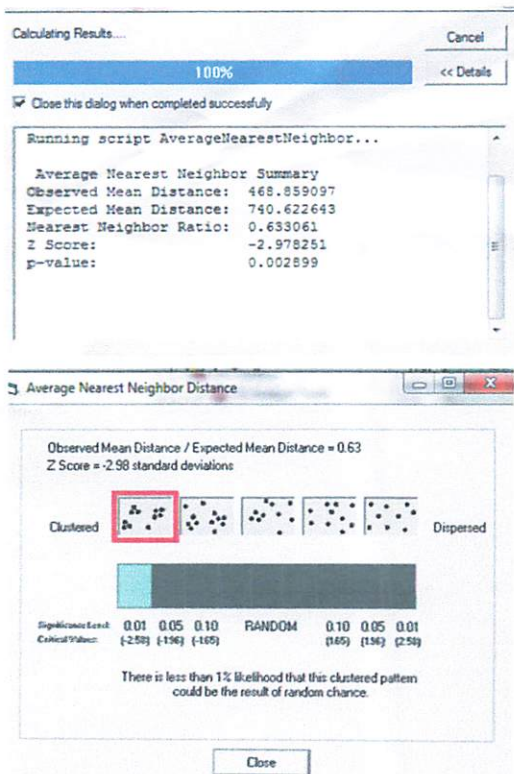 Calculating Results....
Cancel
100%
<< Details
Close this dialog when completed successfully
Running script AverageNearestNeighbor...
Average Nearest Neighbor Summary
Observed Mean Distance: 468.859097
Expected Mean Distance: 740.622643
Nearest Neighbor Ratio: 0.633061
Z Score: -2.978251
p-value: 0.002899
Average Nearest Neighbor Distance
Observed Mean Distance / Expected Mean Distance = 0.63
Z Score = -2.98 standard deviations
Clustered
Dispersed
Significance Level: 0.01 0.05 0.10 RANDOM 0.10 0.05 0.01
Critical Values: (-2.58) (-1.96) (-1.65) (1.65) (1.96) (2.58)
There is less than 1% likelihood that this clustered pattern
could be the result of random chance.
Close